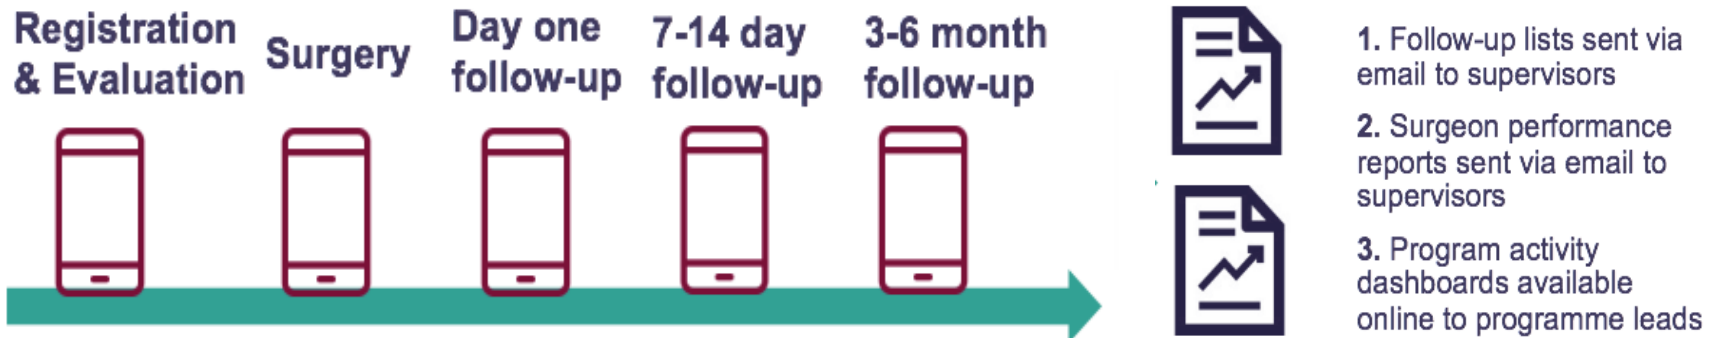 Registration
& Evaluation
Surgery
Day one
follow-up
7-14 day
follow-up
3-6 month
follow-up
1. Follow-up lists sent via
email to supervisors
2. Surgeon performance
reports sent via email to
supervisors
3. Program activity
dashboards available
online to programme leads